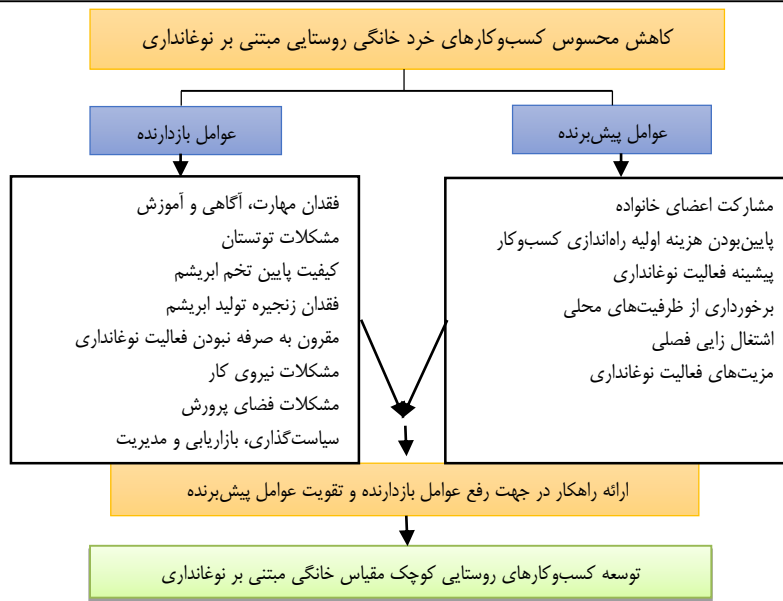 کاهش محسوس کسب‌وکارهای خرد خانگی روستایی مبتنی بر نوغانداری
عوامل پیش‌برنده
عوامل بازدارنده
مشارکت اعضای خانواده
پایین‌بودن هزینه اولیه راه‌اندازی کسب‌وکار
پیشینه فعالیت نوغانداری
برخورداری از ظرفیت‌های محلی
اشتغال زایی فصلی
مزیت‌های فعالیت نوغانداری
فقدان مهارت، آگاهی و آموزش
مشکلات توتستان
کیفیت پایین تخم ابریشم
فقدان زنجیره تولید ابریشم
مقرون به صرفه نبودن فعالیت نوغانداری
مشکلات نیروی کار
مشکلات فضای پرورش
سیاست‌گذاری، بازاریابی و مدیریت
ارائه راهکار در جهت رفع عوامل بازدارنده و تقویت عوامل پیش‌برنده
توسعه کسب‌وکارهای روستایی کوچک مقیاس خانگی مبتنی بر نوغانداری